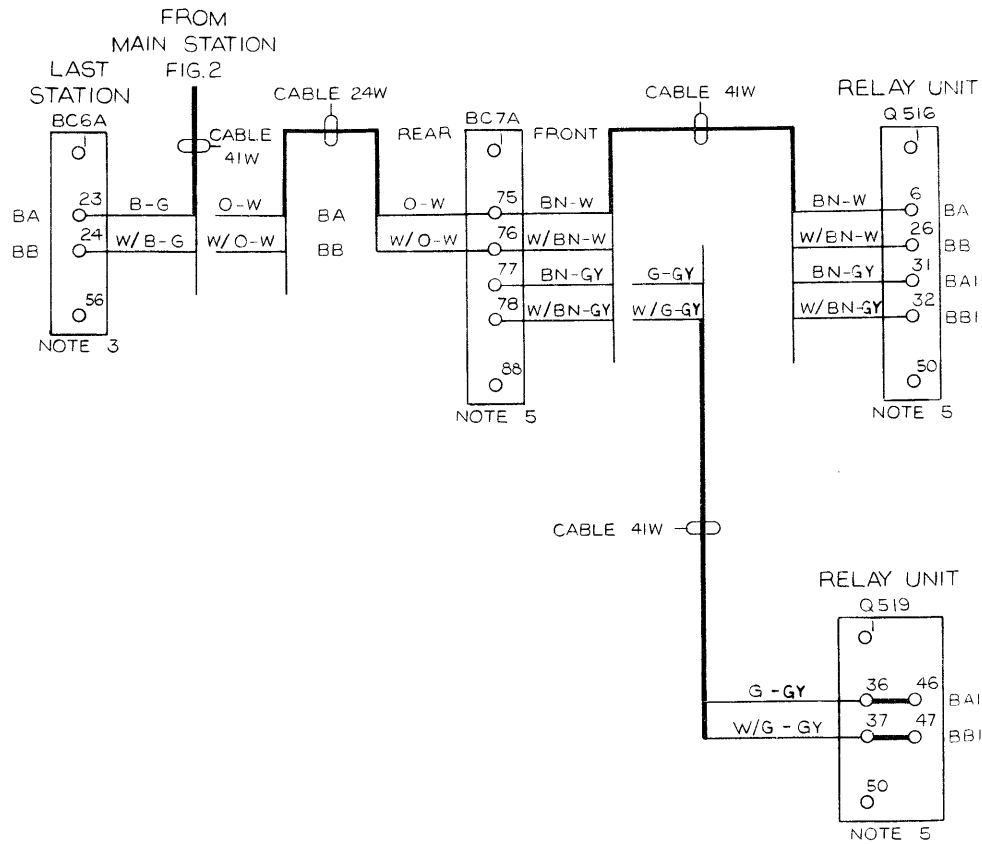 FROM
MAIN STATION
FIG.2
LAST
STATION
BC6A
1
CABLE
41W
23
BA
B-G
24
BB
W/B-G
56
NOTE 3
CABLE 24W
O-W
W/O-W
BA
BB
REAR
BC7A
FRONT
1
O-W
75
BN-W
W/O-W
76
W/BN-W
77
BN-GY
78
W/BN-GY
88
NOTE 5
CABLE 41W
G-GY
W/G-GY
RELAY UNIT
Q516
1
BN-W
6
BA
W/BN-W
26
BB
BN-GY
31
BA1
W/BN-GY
32
BB1
50
NOTE 5
CABLE 41W
RELAY UNIT
Q519
1
G-GY
36
46
BA1
W/G-GY
37
47
BB1
50
NOTE 5